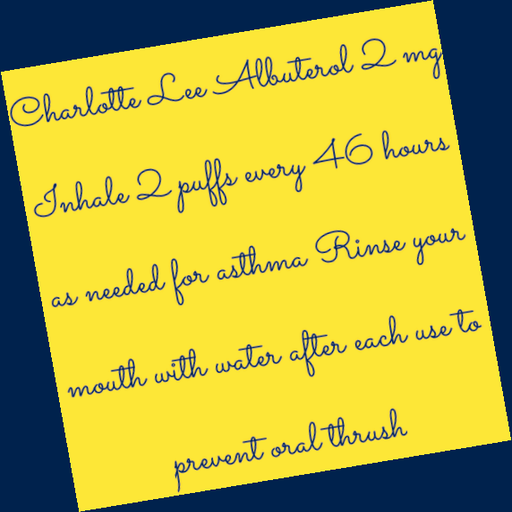 Charlotte Lee Albuterol 2 mg
Inhale 2 puffs every 46 hours
as needed for asthma Rinse your
mouth with water after each use to
prevent oral thrush